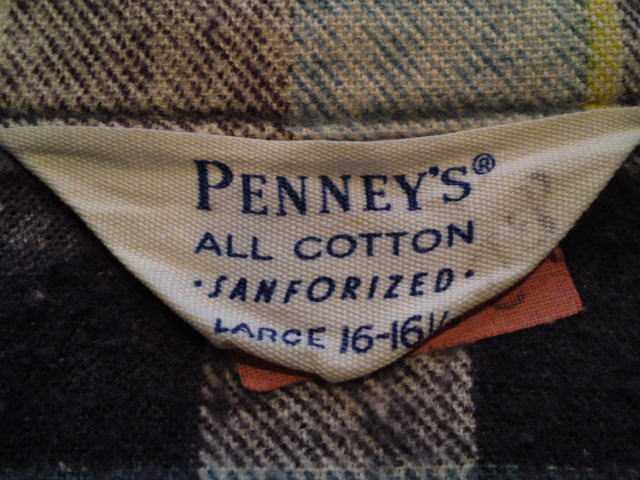 PENNEY'S®
ALL COTTON
•SANFORIZED•
LARGE 16-16½